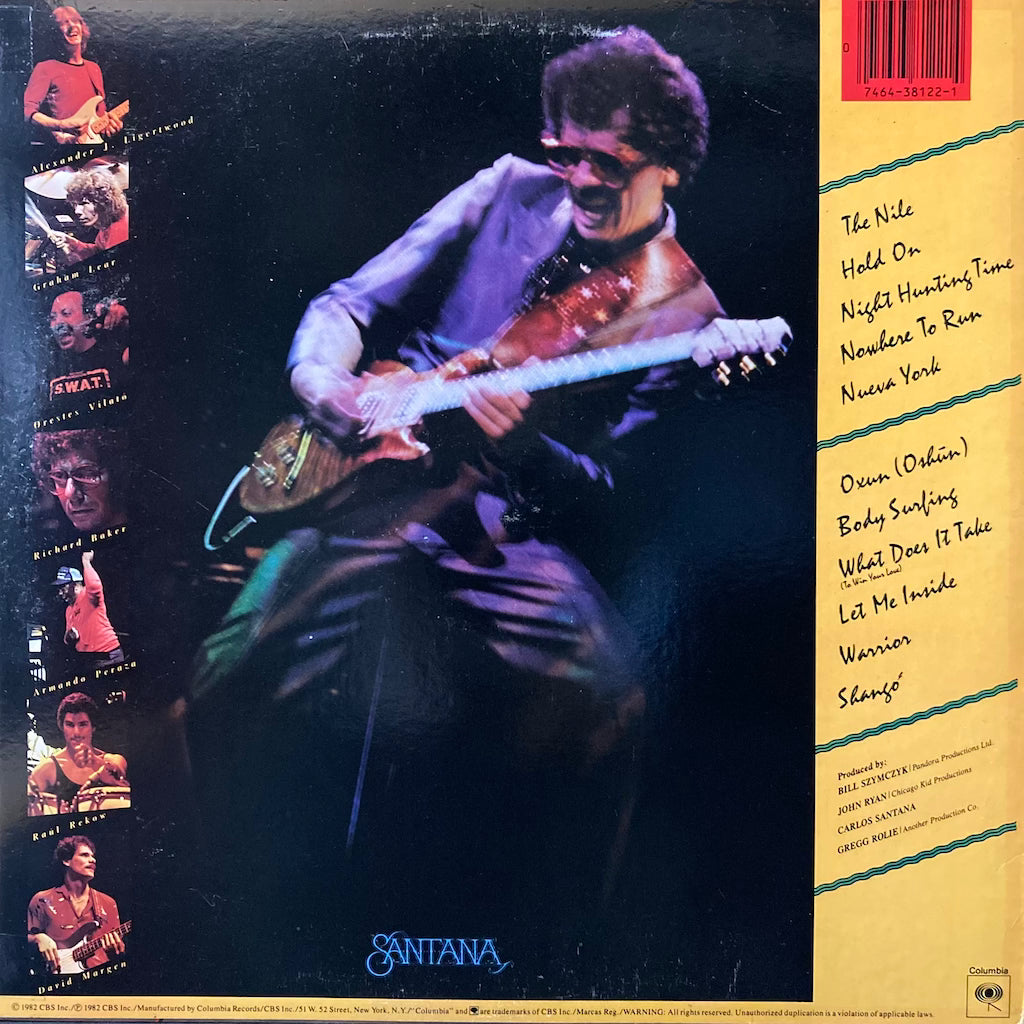 Alexander J. Ligertwood
Graham Lear
S.W.A.T.
Orestes Vilató
Richard Baker
Armando Peraza
Raúl Rekow
David Margen
SANTANA
0
7464-38122-1
The Nile
Hold On
Night Hunting Time
Nowhere To Run
Nueva York
Oxun (Oshūn)
Body Surfing
What Does It Take
(To Win Your Love)
Let Me Inside
Warrior
Shangó
Produced by:
BILL SZYMCZYK/Pandora Productions Ltd.
JOHN RYAN/Chicago Kid Productions
CARLOS SANTANA
GREGG ROLIE/Another Production Co.
Columbia
© 1982 CBS Inc./℗ 1982 CBS Inc./Manufactured by Columbia Records/CBS Inc./51 W. 52 Street, New York, N.Y./"Columbia" and are trademarks of CBS Inc./Marcas Reg./WARNING: All rights reserved. Unauthorized duplication is a violation of applicable laws.